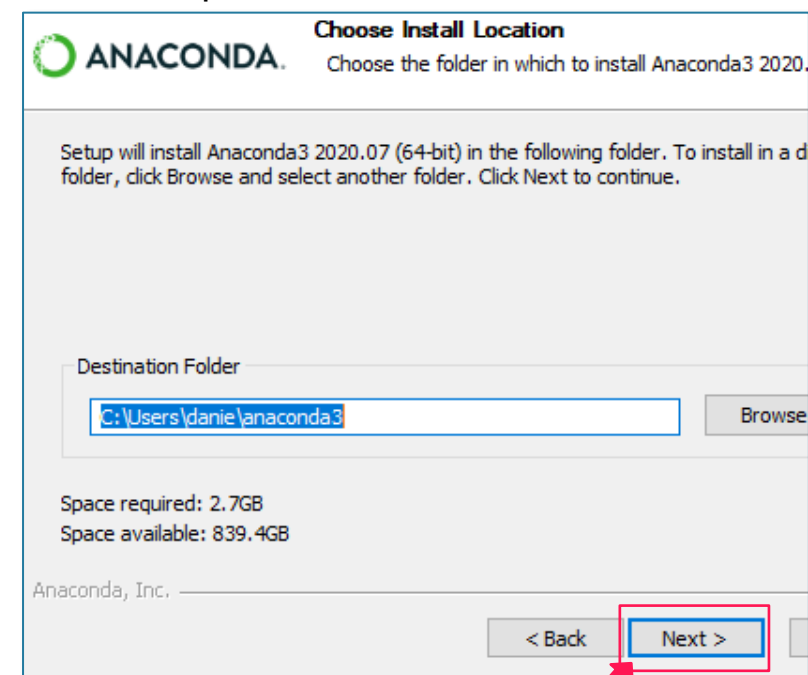 Choose Install Location
ANACONDA.
Choose the folder in which to install Anaconda3 2020.
Setup will install Anaconda3 2020.07 (64-bit) in the following folder. To install in a d
folder, click Browse and select another folder. Click Next to continue.
Destination Folder
C:\Users\danie\anaconda3
Browse
Space required: 2.7GB
Space available: 839.4GB
Anaconda, Inc.
< Back
Next >